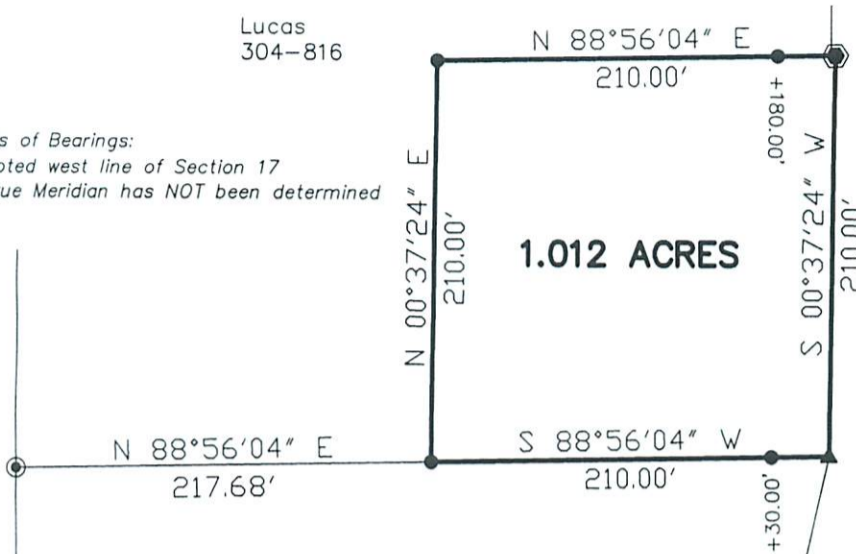 Lucas
304-816
N 88°56'04" E
210.00'
+180.00'
s of Bearings:
pted west line of Section 17
ue Meridian has NOT been determined
N 00°37'24" E
210.00'
1.012 ACRES
S 00°37'24" W
210.00'
N 88°56'04" E
217.68'
S 88°56'04" W
210.00'
+30.00'